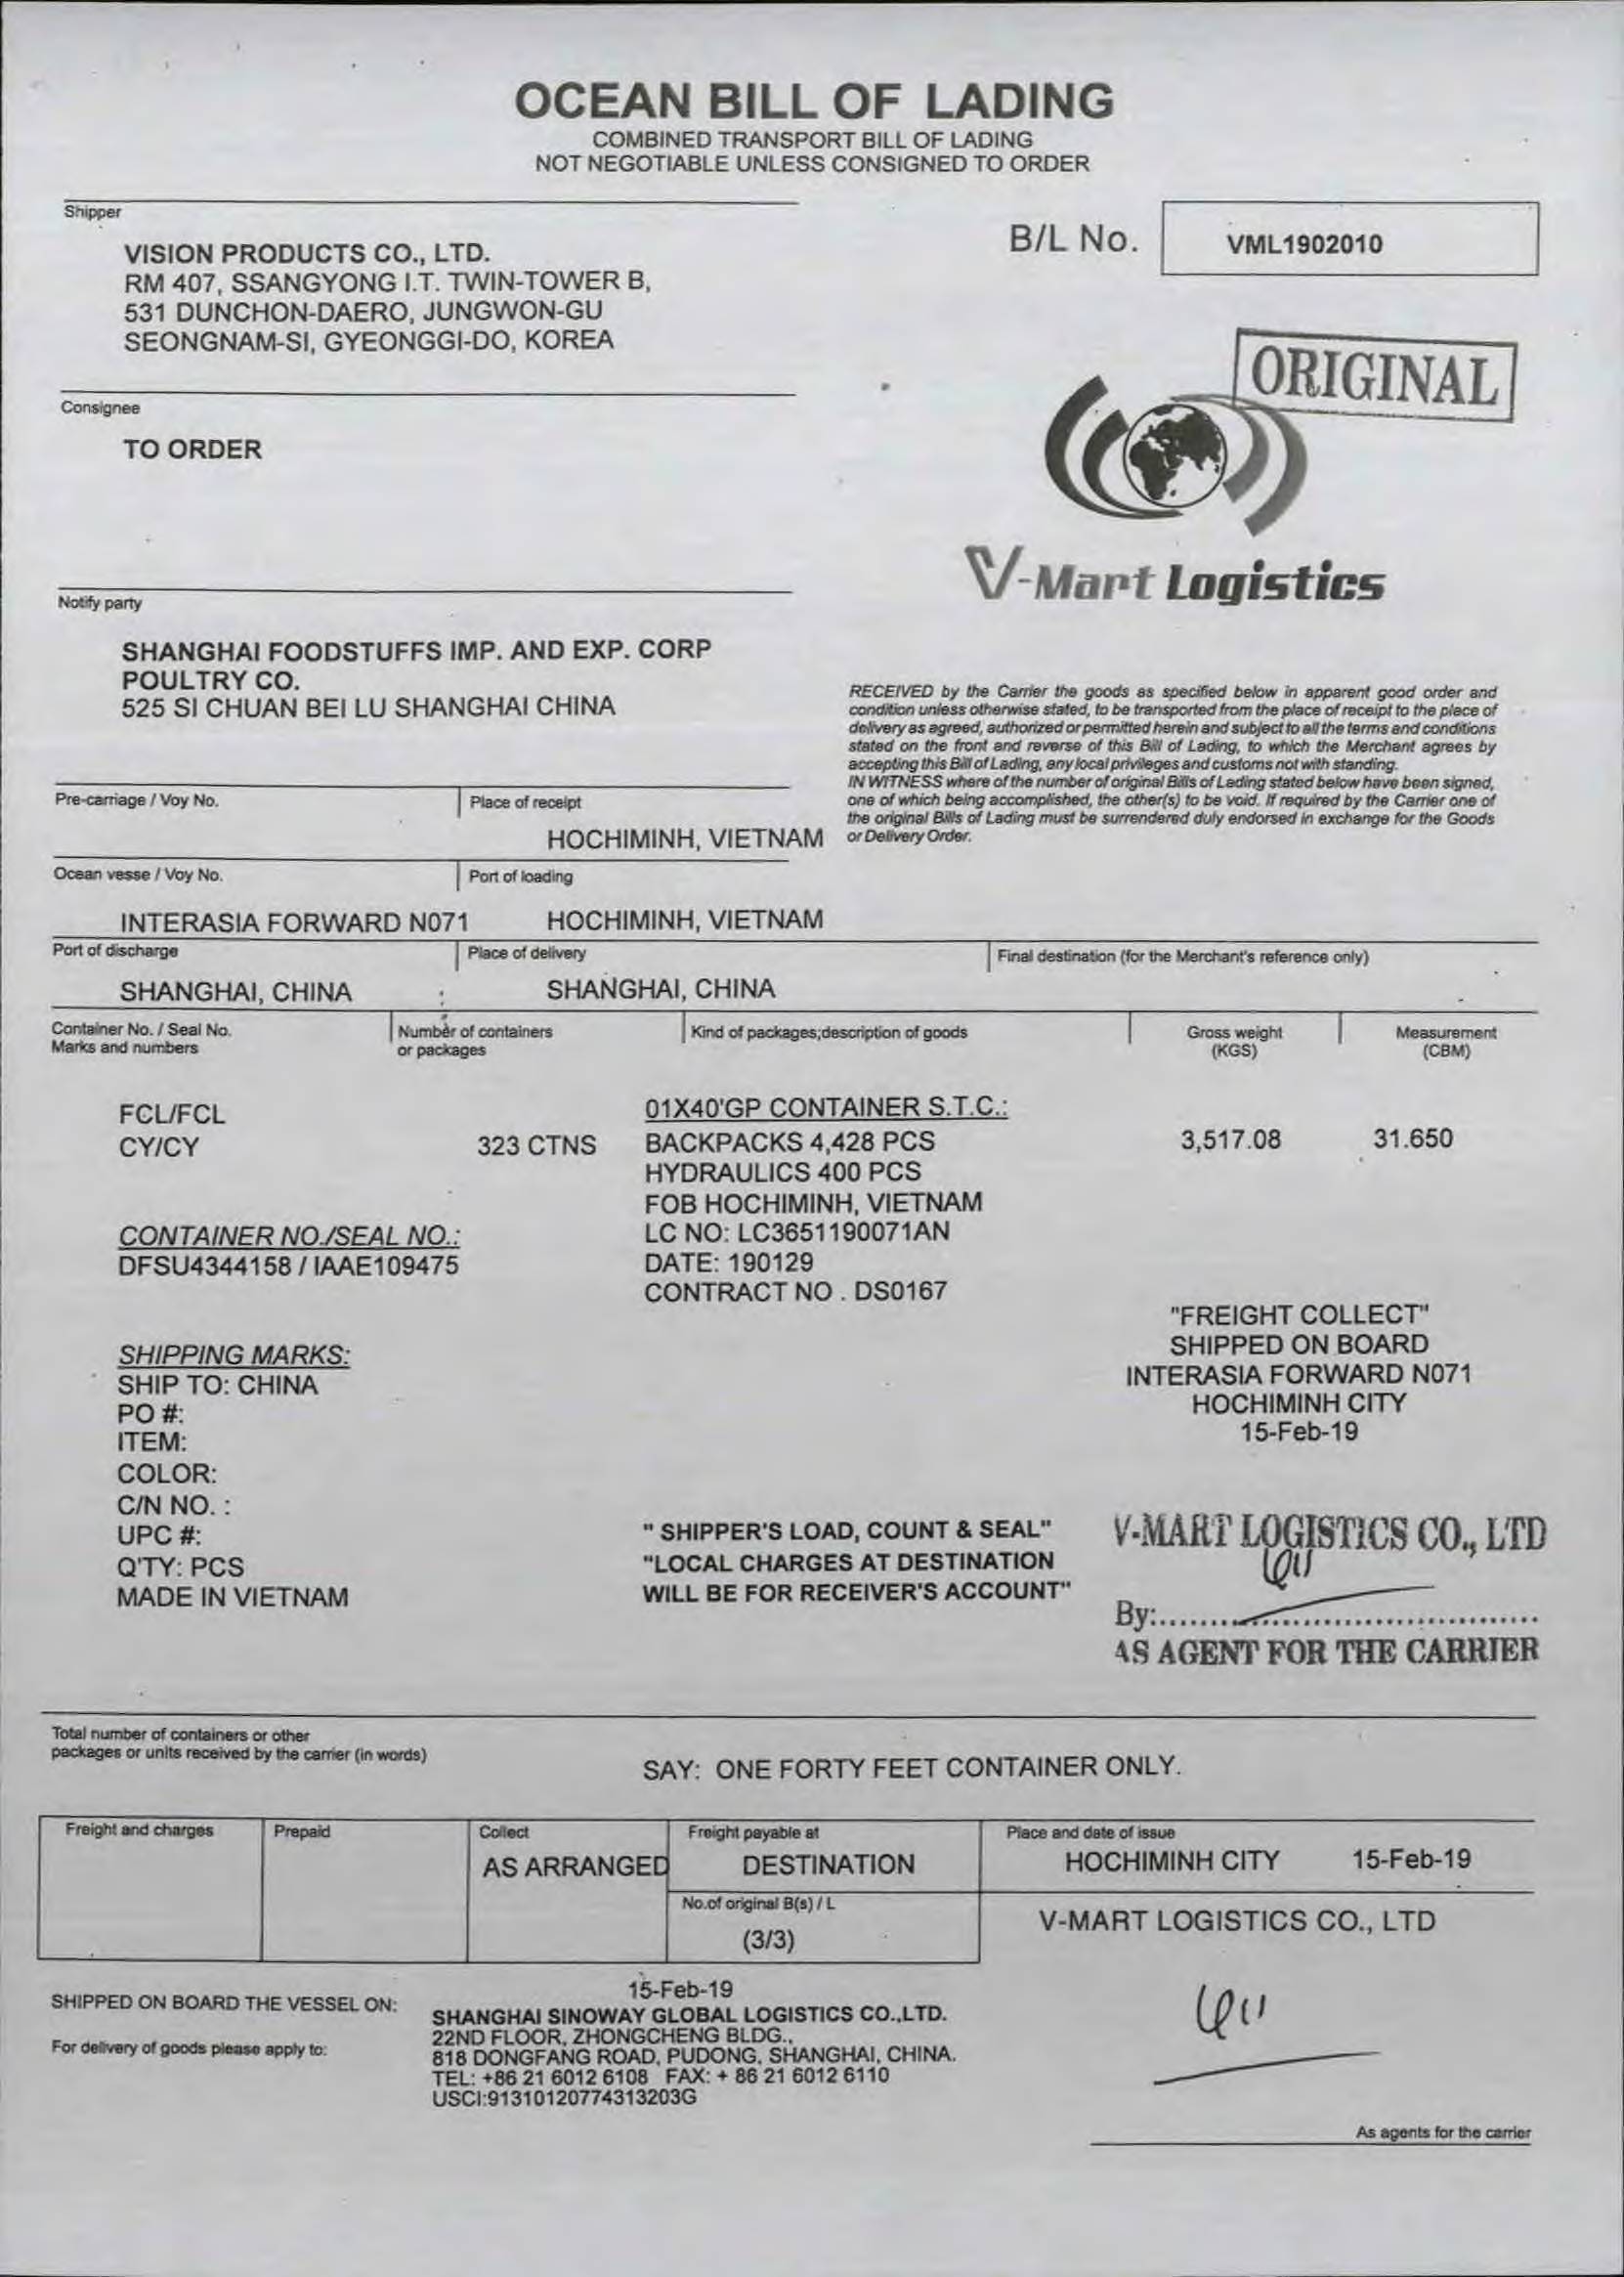 OCEAN BILL OF LADING
COMBINED TRANSPORT BILL OF LADING
NOT NEGOTIABLE UNLESS CONSIGNED TO ORDER
Shipper
VISION PRODUCTS CO., LTD.
RM 407, SSANGYONG I.T. TWIN-TOWER B,
531 DUNCHON-DAERO, JUNGWON-GU
SEONGNAM-SI, GYEONGGI-DO, KOREA
B/L No.
VML1902010
ORIGINAL
Consignee
TO ORDER
V-Mart Logistics
Notify party
SHANGHAI FOODSTUFFS IMP. AND EXP. CORP
POULTRY CO.
525 SI CHUAN BEI LU SHANGHAI CHINA
RECEIVED by the Carrier the goods as specified below in apparent good order and
condition unless otherwise stated, to be transported from the place of receipt to the place of
delivery as agreed, authorized or permitted herein and subject to all the terms and conditions
stated on the front and reverse of this Bill of Lading, to which the Merchant agrees by
accepting this Bill of Lading, any local privileges and customs not with standing.
IN WITNESS where of the number of original Bills of Lading stated below have been signed,
one of which being accomplished, the other(s) to be void. If required by the Carrier one of
the original Bills of Lading must be surrendered duly endorsed in exchange for the Goods
or Delivery Order.
Pre-carriage / Voy No.
Place of receipt
HOCHIMINH, VIETNAM
Ocean vesse / Voy No.
Port of loading
INTERASIA FORWARD N071
HOCHIMINH, VIETNAM
Port of discharge
Place of delivery
Final destination (for the Merchant's reference only)
SHANGHAI, CHINA
SHANGHAI, CHINA
Container No. / Seal No.
Marks and numbers
Number of containers
or packages
Kind of packages;description of goods
Gross weight
(KGS)
Measurement
(CBM)
FCL/FCL
CY/CY
323 CTNS
01X40'GP CONTAINER S.T.C.:
BACKPACKS 4,428 PCS
HYDRAULICS 400 PCS
FOB HOCHIMINH, VIETNAM
LC NO: LC3651190071AN
DATE: 190129
CONTRACT NO . DS0167
3,517.08
31.650
CONTAINER NO./SEAL NO.:
DFSU4344158 / IAAE109475
"FREIGHT COLLECT"
SHIPPED ON BOARD
INTERASIA FORWARD N071
HOCHIMINH CITY
15-Feb-19
SHIPPING MARKS:
SHIP TO: CHINA
PO #:
ITEM:
COLOR:
C/N NO. :
UPC #:
Q'TY: PCS
MADE IN VIETNAM
" SHIPPER'S LOAD, COUNT & SEAL"
"LOCAL CHARGES AT DESTINATION
WILL BE FOR RECEIVER'S ACCOUNT"
V-MART LOGISTICS CO., LTD
By:
AS AGENT FOR THE CARRIER
Total number of containers or other
packages or units received by the carrier (in words)
SAY: ONE FORTY FEET CONTAINER ONLY.
Freight and charges
Prepaid
Collect
AS ARRANGED
Freight payable at
DESTINATION
Place and date of issue
HOCHIMINH CITY 15-Feb-19
No.of original B(s) / L
(3/3)
V-MART LOGISTICS CO., LTD
SHIPPED ON BOARD THE VESSEL ON:
15-Feb-19
For delivery of goods please apply to:
SHANGHAI SINOWAY GLOBAL LOGISTICS CO.,LTD.
22ND FLOOR, ZHONGCHENG BLDG.,
818 DONGFANG ROAD, PUDONG, SHANGHAI, CHINA.
TEL: +86 21 6012 6108 FAX: + 86 21 6012 6110
USCI:91310120774313203G
As agents for the carrier